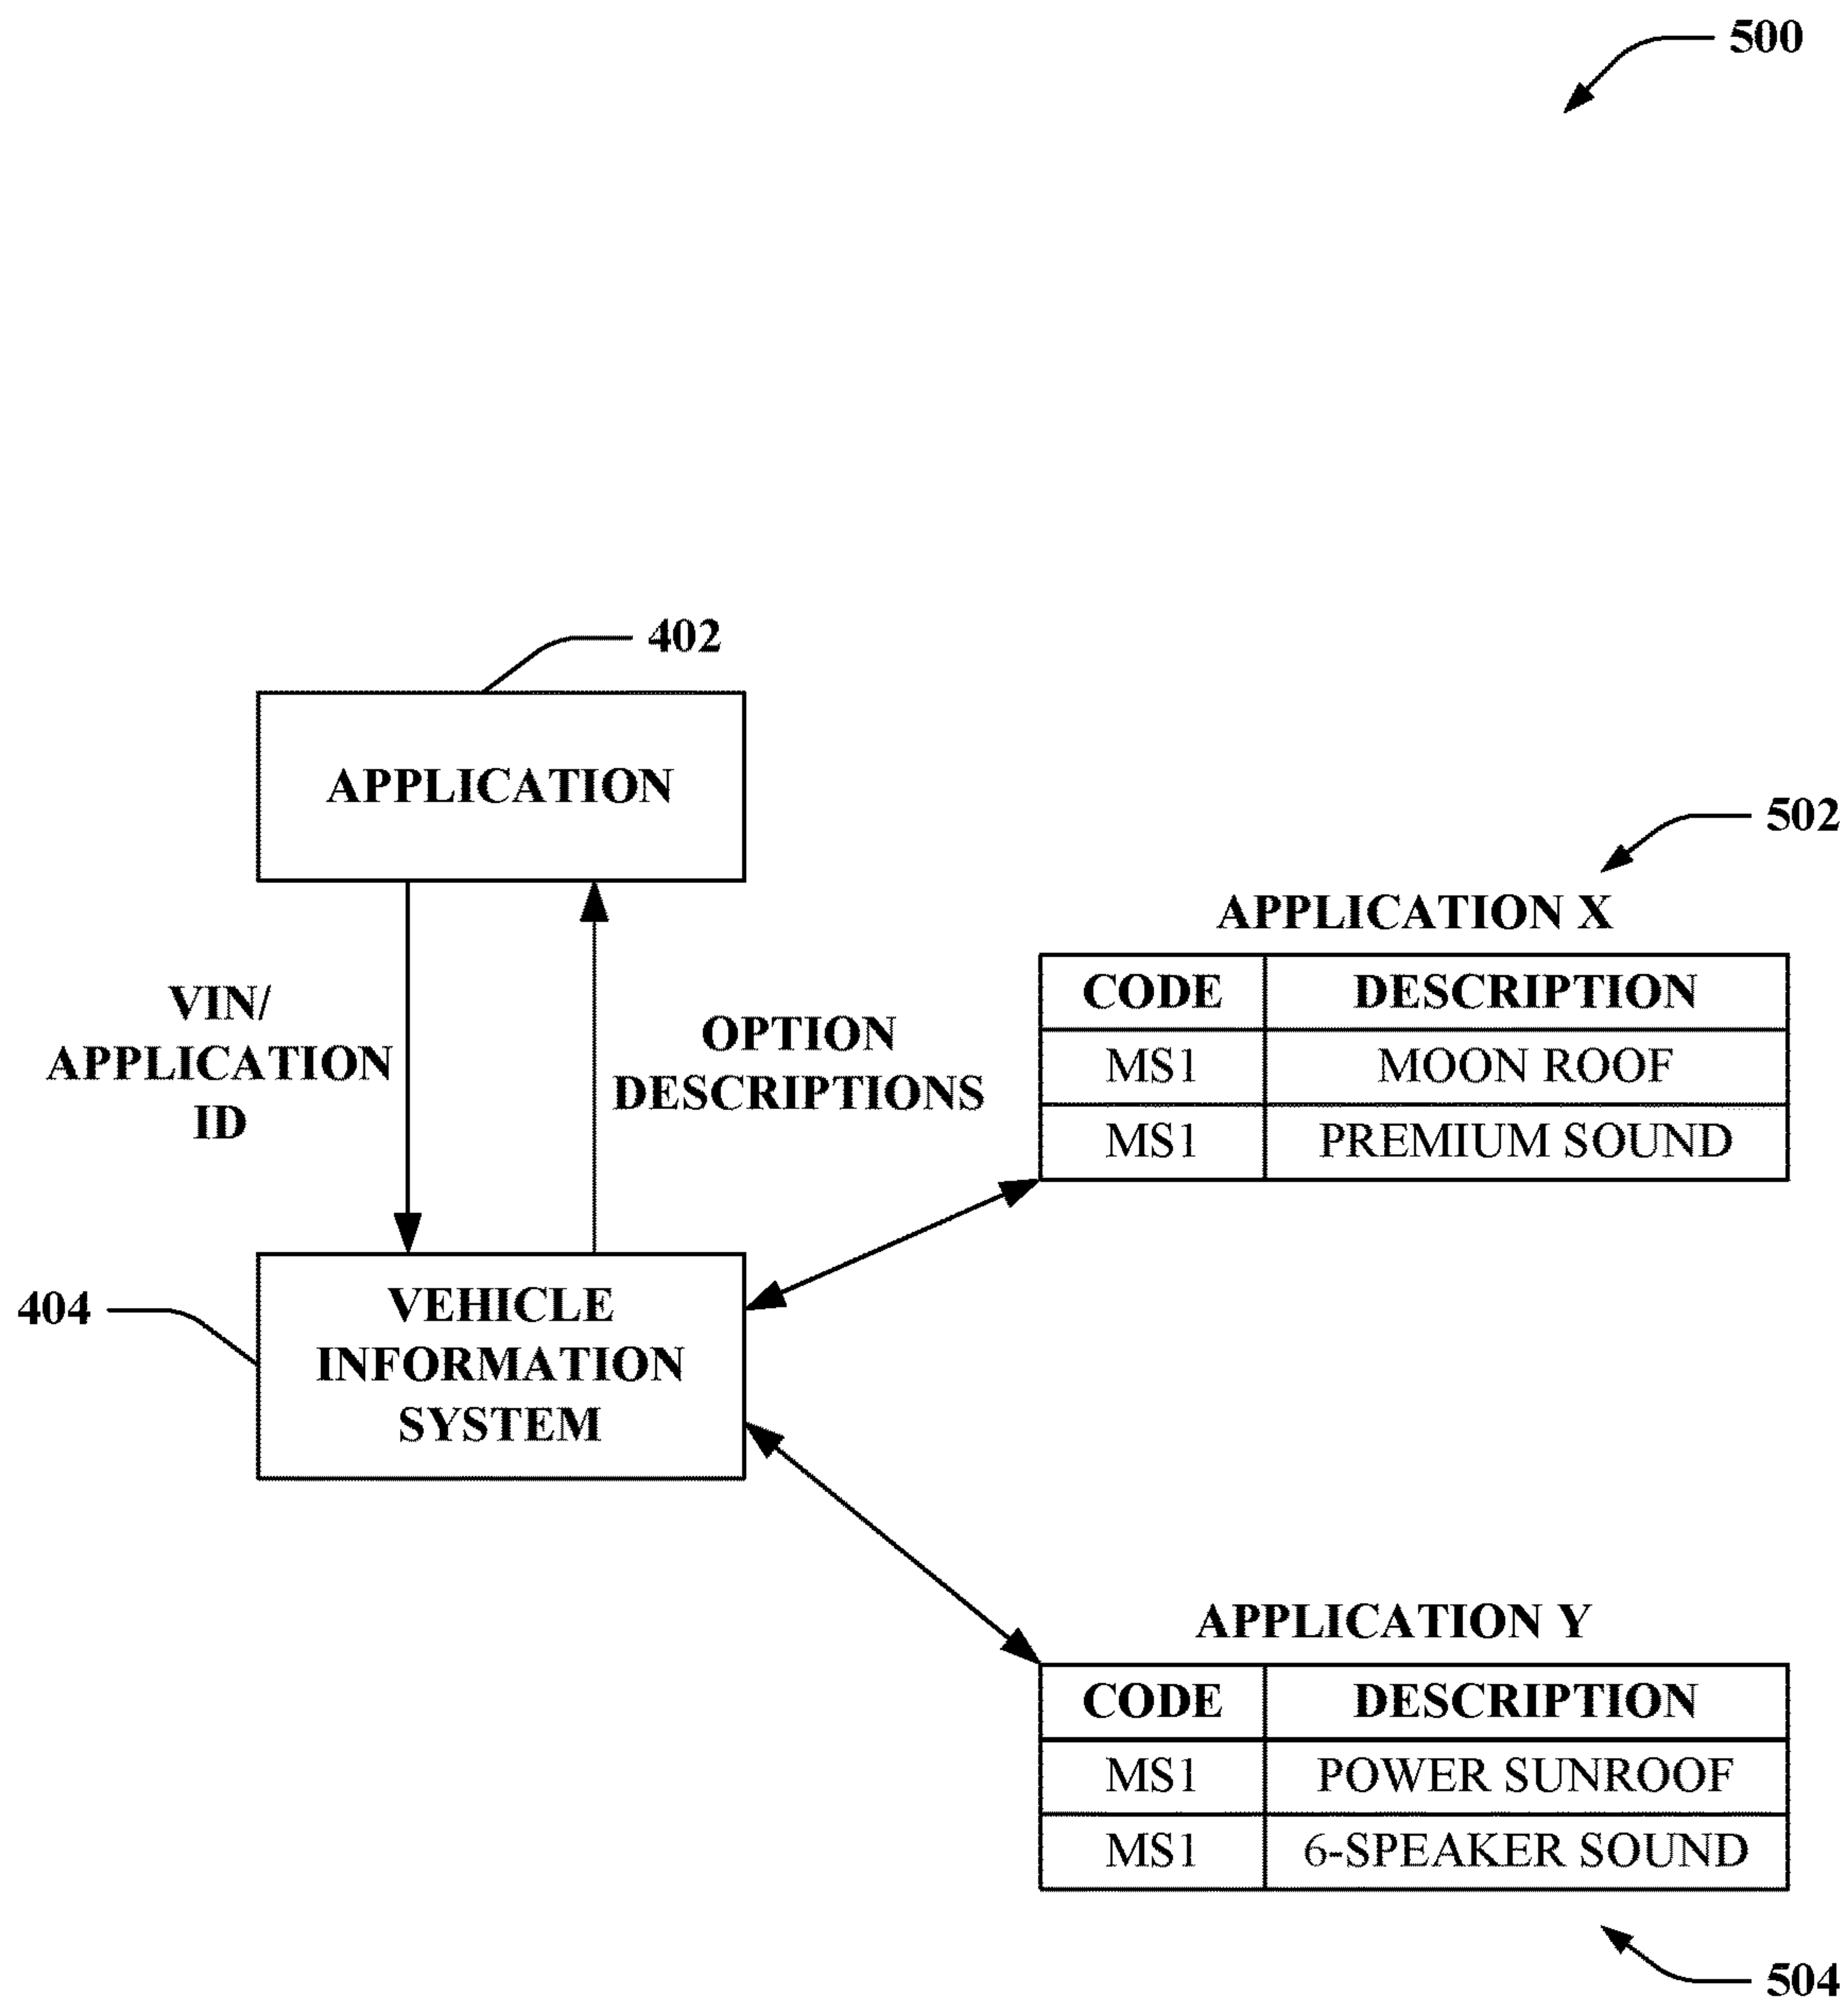 500
402
APPLICATION
VIN/
APPLICATION
ID
OPTION
DESCRIPTIONS
502
APPLICATION X
CODE DESCRIPTION
MS1 MOON ROOF
MS1 PREMIUM SOUND
404
VEHICLE
INFORMATION
SYSTEM
APPLICATION Y
CODE DESCRIPTION
MS1 POWER SUNROOF
MS1 6-SPEAKER SOUND
504